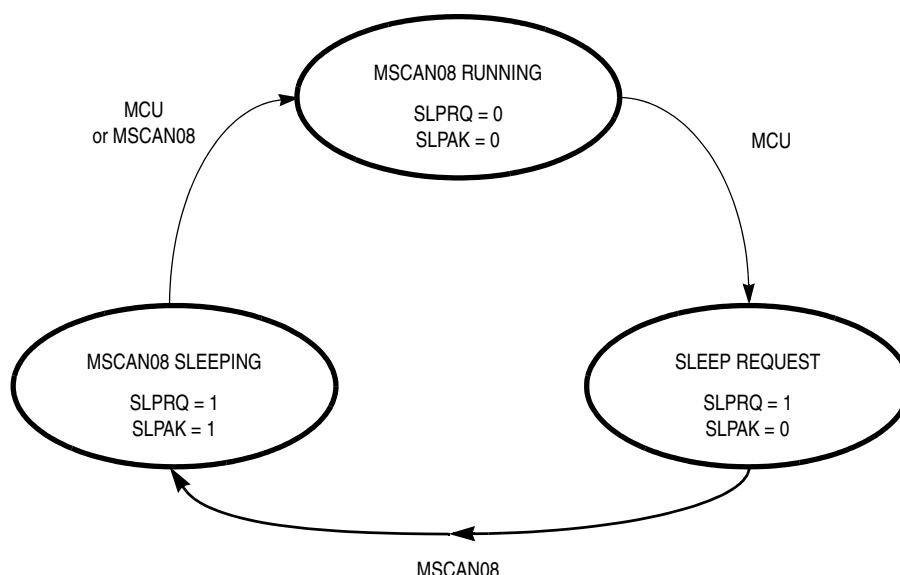 MSCAN08 RUNNING
SLPRQ = 0
SLPAK = 0
MCU
or MSCAN08
MCU
MSCAN08 SLEEPING
SLPRQ = 1
SLPAK = 1
SLEEP REQUEST
SLPRQ = 1
SLPAK = 0
MSCAN08